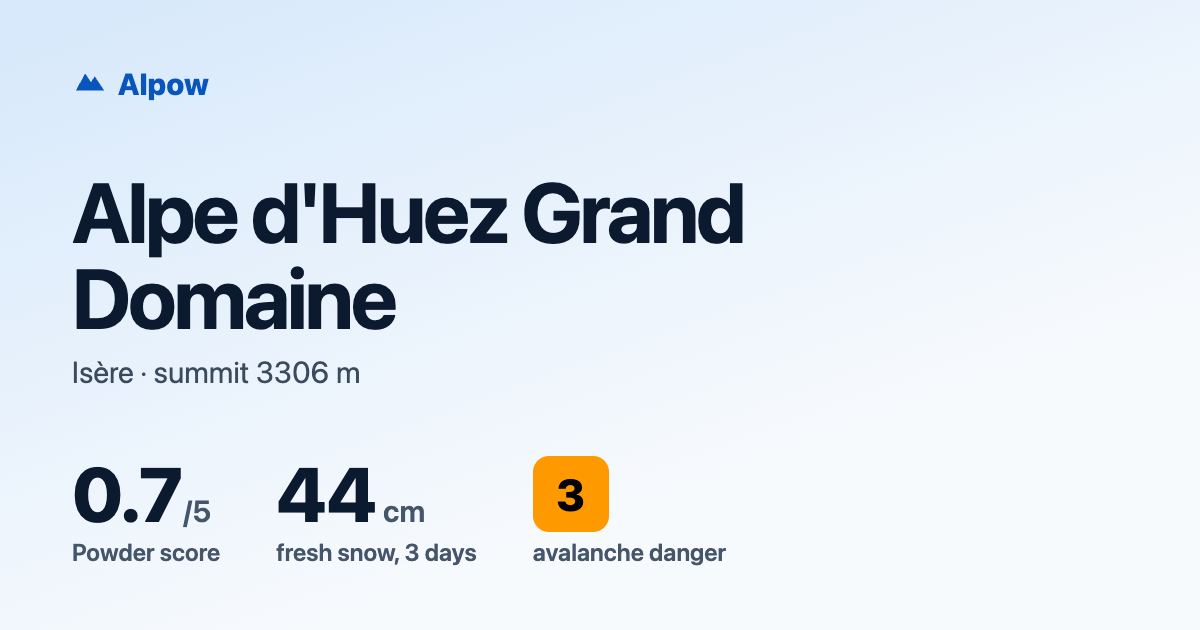 Alpow
Alpe d'Huez Grand
Domaine
Isère · summit 3306 m
0.7/5
44 cm
3
Powder score
fresh snow, 3 days
avalanche danger